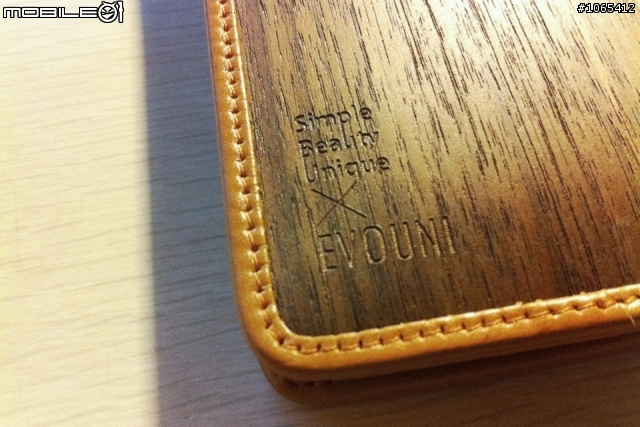 MOBILE01
#1065412
Simple
Beauty
Unique
X
EVOUNI